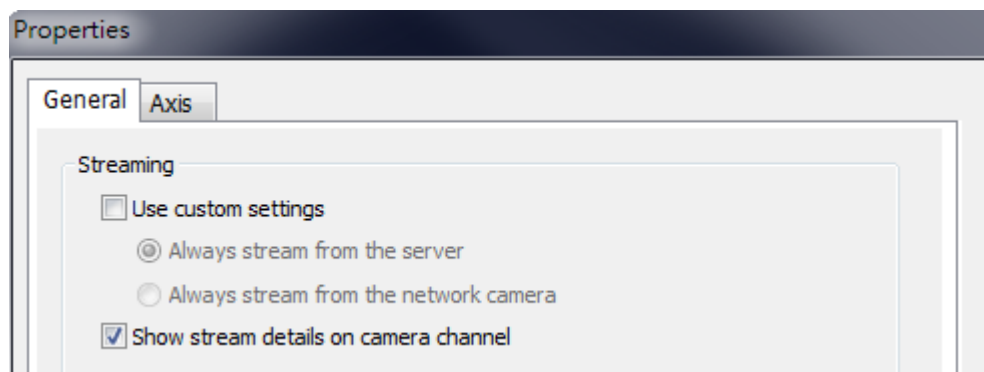 Properties
General
Axis
Streaming
Use custom settings
Always stream from the server
Always stream from the network camera
Show stream details on camera channel